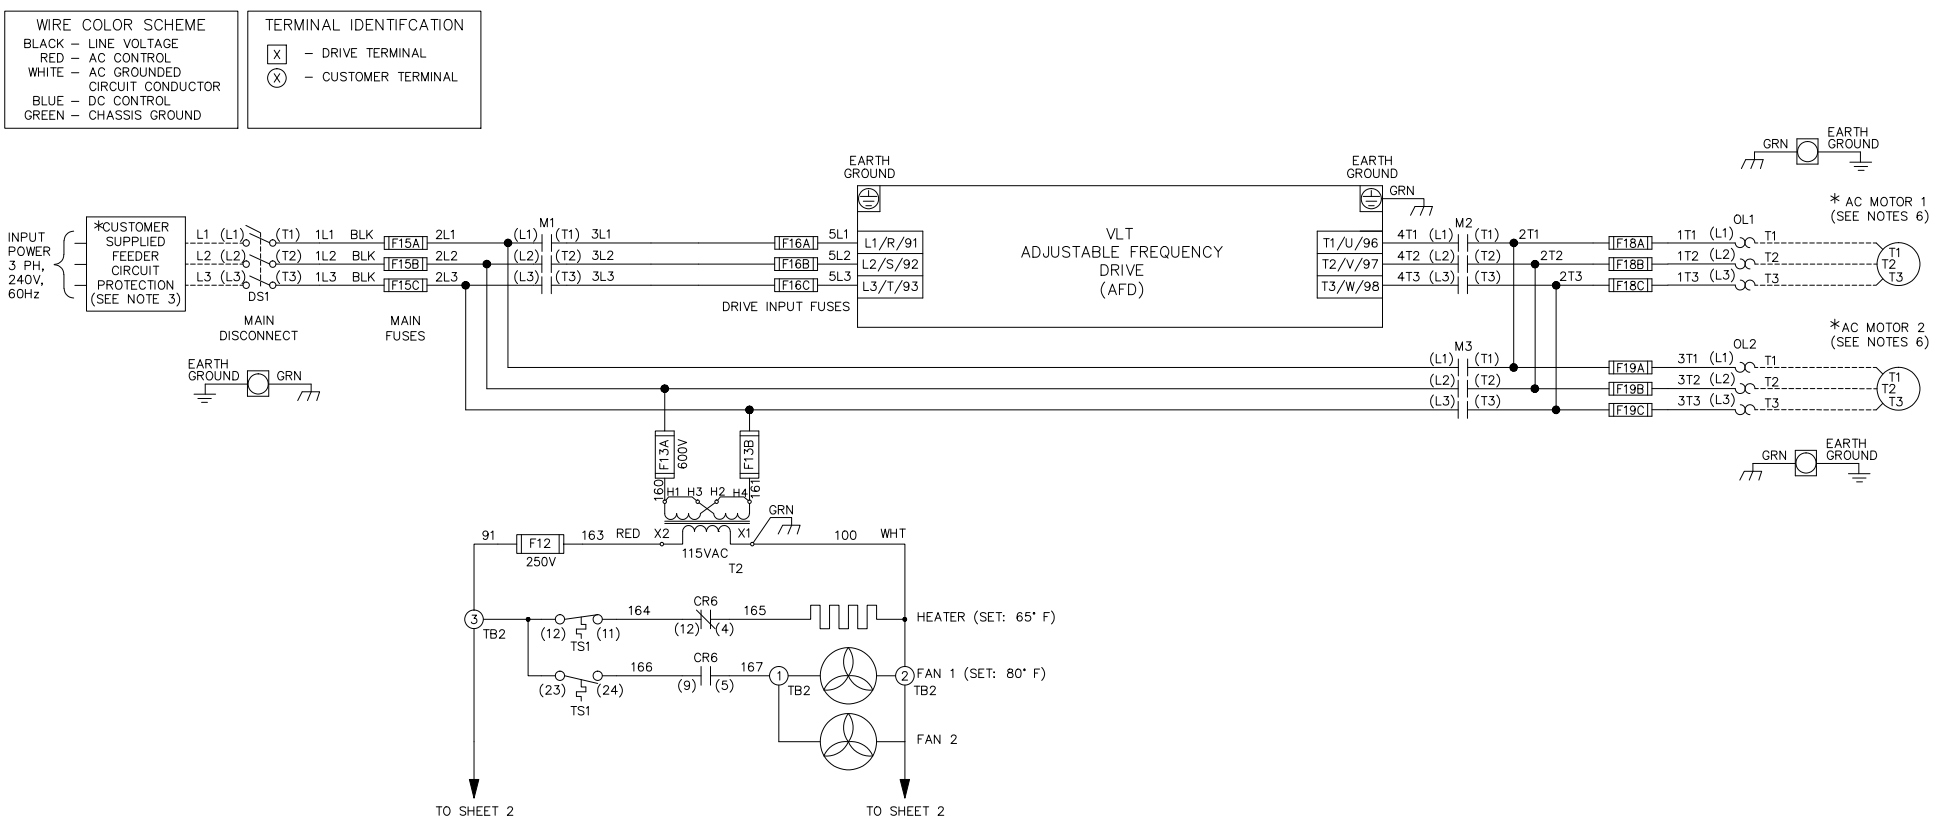 WIRE COLOR SCHEME
BLACK – LINE VOLTAGE
RED – AC CONTROL
WHITE – AC GROUNDED
CIRCUIT CONDUCTOR
BLUE – DC CONTROL
GREEN – CHASSIS GROUND
TERMINAL IDENTIFCATION
X – DRIVE TERMINAL
X – CUSTOMER TERMINAL
INPUT
POWER
3 PH,
240V,
60Hz
*CUSTOMER
SUPPLIED
FEEDER
CIRCUIT
PROTECTION
(SEE NOTE 3)
L1 (L1) (T1) 1L1 BLK F15A 2L1
L2 (L2) (T2) 1L2 BLK F15B 2L2
L3 (L3) (T3) 1L3 BLK F15C 2L3
DS1
MAIN
DISCONNECT
MAIN
FUSES
EARTH
GROUND
GRN
M1
(L1) (T1) 3L1 F16A 5L1
(L2) (T2) 3L2 F16B 5L2
(L3) (T3) 3L3 F16C 5L3
DRIVE INPUT FUSES
EARTH
GROUND
L1/R/91
L2/S/92
L3/T/93
VLT
ADJUSTABLE FREQUENCY
DRIVE
(AFD)
EARTH
GROUND
GRN
T1/U/96
T2/V/97
T3/W/98
M2
4T1 (L1) (T1) 2T1 F18A 1T1 (L1) T1
4T2 (L2) (T2) 2T2 F18B 1T2 (L2) T2
4T3 (L3) (T3) 2T3 F18C 1T3 (L3) T3
OL1
GRN
EARTH
GROUND
* AC MOTOR 1
(SEE NOTES 6)
T1
T2
T3
M3
(L1) (T1) F19A 3T1 (L1) T1
(L2) (T2) F19B 3T2 (L2) T2
(L3) (T3) F19C 3T3 (L3) T3
OL2
*AC MOTOR 2
(SEE NOTES 6)
T1
T2
T3
GRN
EARTH
GROUND
F13A
600V
F13B
160
161
H1 H3 H2 H4
GRN
91 F12 163 RED X2 X1 100 WHT
250V
115VAC
T2
3
TB2
(12) (11)
TS1
164
CR6
(12) (4)
165
HEATER (SET: 65° F)
(23) (24)
TS1
166
CR6
(9) (5)
167
1
TB2
2
TB2
FAN 1 (SET: 80° F)
FAN 2
TO SHEET 2
TO SHEET 2